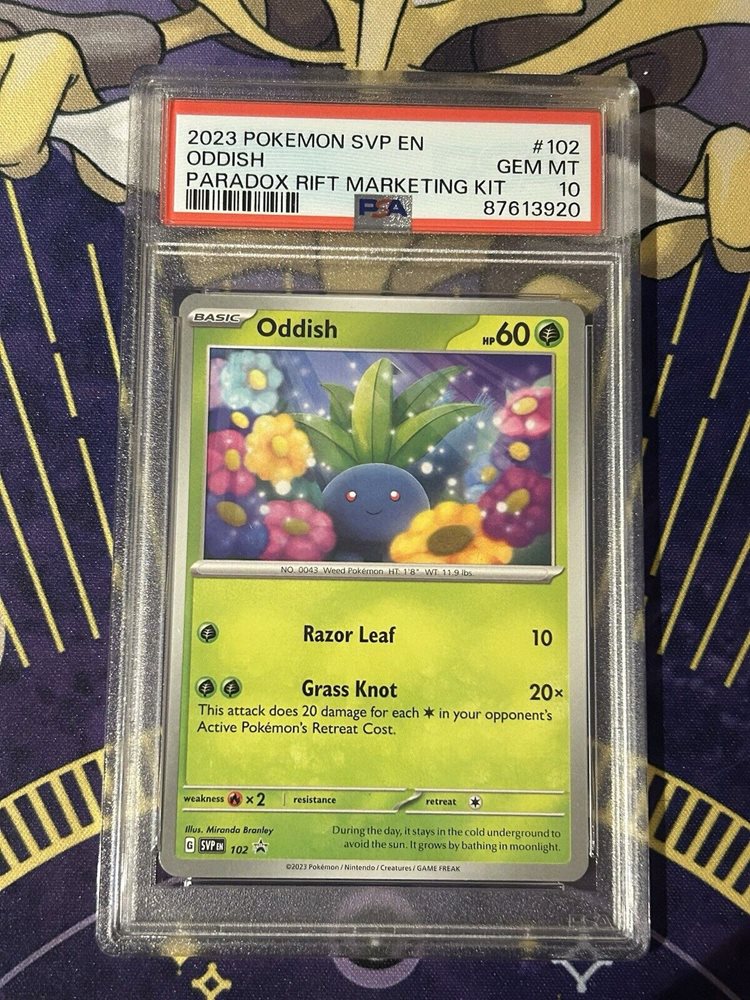 2023 POKEMON SVP EN #102
ODDISH GEM MT
PARADOX RIFT MARKETING KIT 10
PSA 87613920
BASIC Oddish HP 60
NO. 0043 Weed Pokémon HT: 1'8" WT: 11.9 lbs.
Razor Leaf 10
Grass Knot 20×
This attack does 20 damage for each in your opponent's
Active Pokémon's Retreat Cost.
weakness ×2 resistance retreat
Illus. Miranda Branley
During the day, it stays in the cold underground to
avoid the sun. It grows by bathing in moonlight.
G SVP EN 102
©2023 Pokémon / Nintendo / Creatures / GAME FREAK